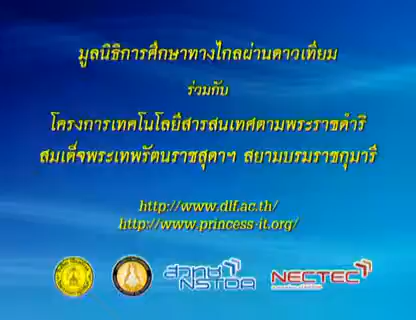 มูลนิธิการศึกษาทางไกลผ่านดาวเทียม
ร่วมกับ
โครงการเทคโนโลยีสารสนเทศตามพระราชดำริ
สมเด็จพระเทพรัตนราชสุดาฯ สยามบรมราชกุมารี
http://www.dlf.ac.th/
http://www.princess-it.org/
สวทช
NSTDA
NECTEC